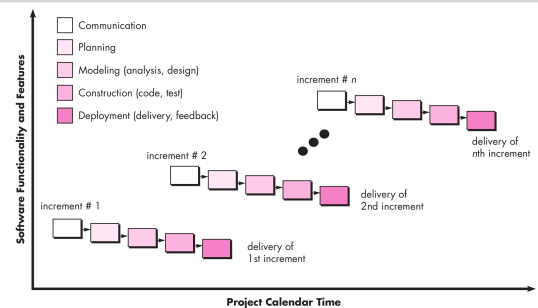 Communication
Planning
Modeling (analysis, design)
Construction (code, test)
Deployment (delivery, feedback)
Software Functionality and Features
increment # n
delivery of
nth increment
increment # 2
delivery of
2nd increment
increment # 1
delivery of
1st increment
Project Calendar Time